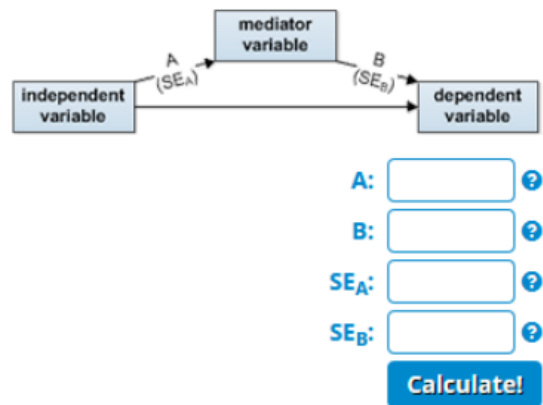 mediator
variable
A
(SEA)
B
(SEB)
independent
variable
dependent
variable
A:
?
B:
?
SEA:
?
SEB:
?
Calculate!